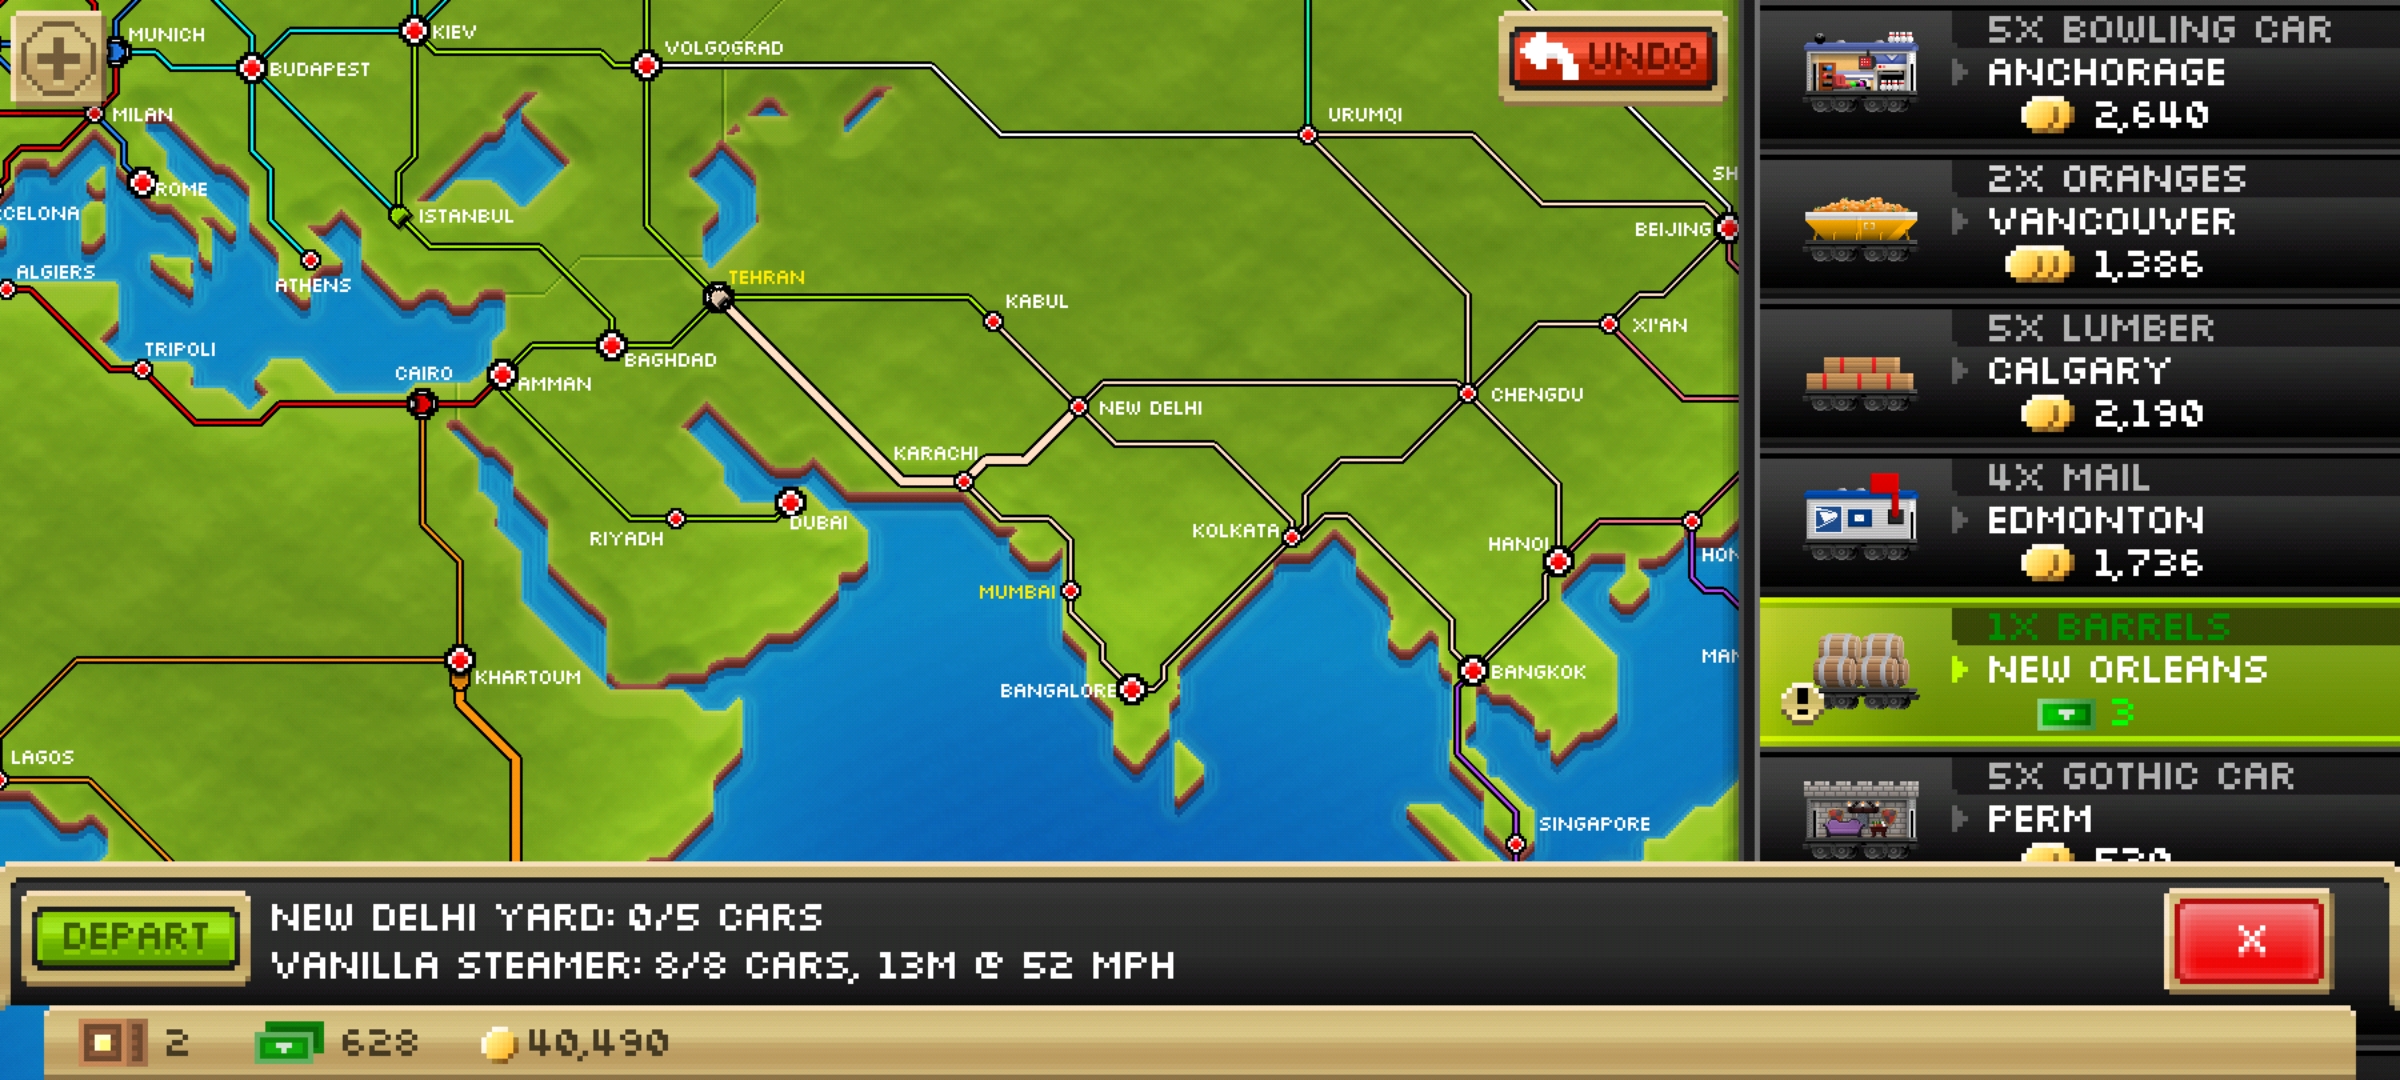 MUNICH
KIEV
BUDAPEST
VOLGOGRAD
UNDO
MILAN
URUMQI
ROME
SH
CELONA
ISTANBUL
BEIJING
ALGIERS
ATHENS
TEHRAN
KABUL
TRIPOLI
XI'AN
BAGHDAD
CAIRO
AMMAN
CHENGDU
NEW DELHI
KARACHI
DUBAI
RIYADH
KOLKATA
HANOI
HON
MUMBAI
MAN
BANGKOK
KHARTOUM
BANGALORE
LAGOS
SINGAPORE
5X BOWLING CAR
ANCHORAGE
2,640
2X ORANGES
VANCOUVER
1,386
5X LUMBER
CALGARY
2,190
4X MAIL
EDMONTON
1,736
1X BARRELS
NEW ORLEANS
3
5X GOTHIC CAR
PERM
DEPART
NEW DELHI YARD: 0/5 CARS
VANILLA STEAMER: 8/8 CARS, 13M @ 52 MPH
X
2
628
40,490